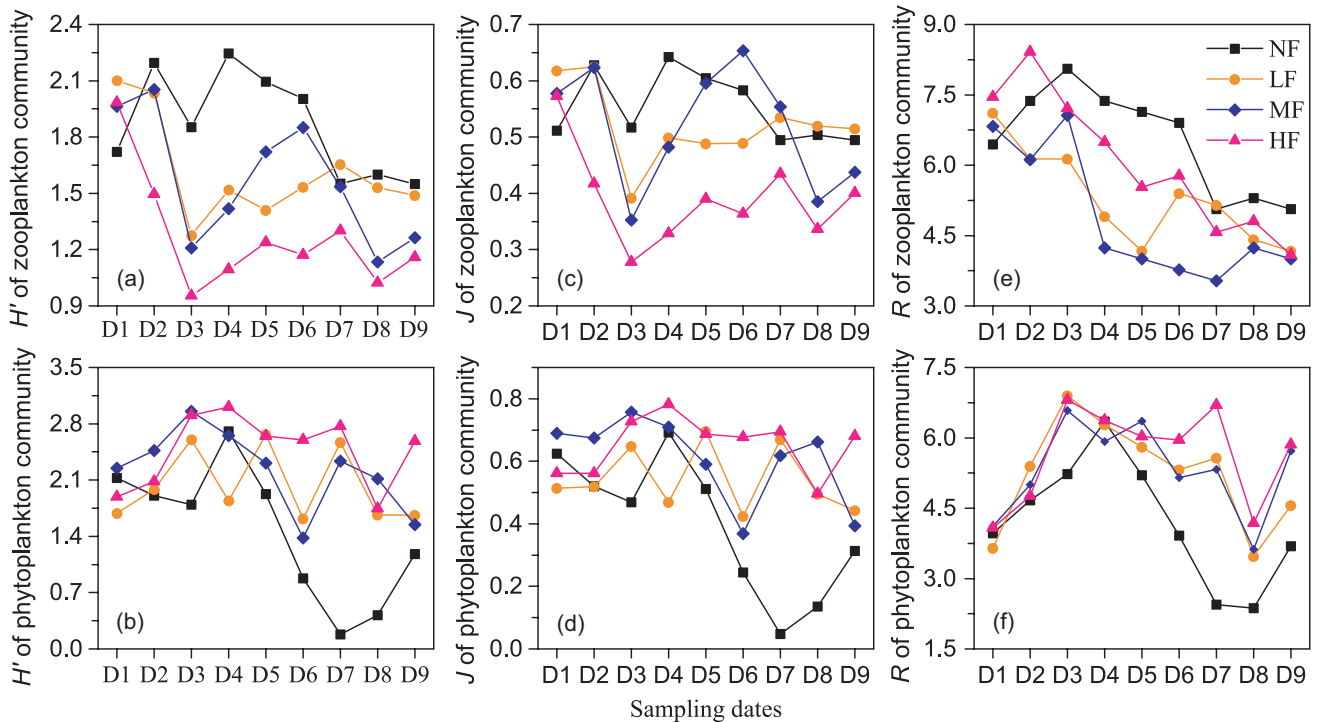 H' of zooplankton community
2.4
2.1
1.8
1.5
1.2
0.9
(a)
D1 D2 D3 D4 D5 D6 D7 D8 D9
J of zooplankton community
0.7
0.6
0.5
0.4
0.3
0.2
(c)
D1 D2 D3 D4 D5 D6 D7 D8 D9
R of zooplankton community
9.0
7.5
6.0
4.5
3.0
(e)
NF
LF
MF
HF
D1 D2 D3 D4 D5 D6 D7 D8 D9
H' of phytoplankton community
3.5
2.8
2.1
1.4
0.7
0.0
(b)
D1 D2 D3 D4 D5 D6 D7 D8 D9
J of phytoplankton community
0.8
0.6
0.4
0.2
0.0
(d)
D1 D2 D3 D4 D5 D6 D7 D8 D9
R of phytoplankton community
7.5
6.0
4.5
3.0
1.5
(f)
D1 D2 D3 D4 D5 D6 D7 D8 D9
Sampling dates